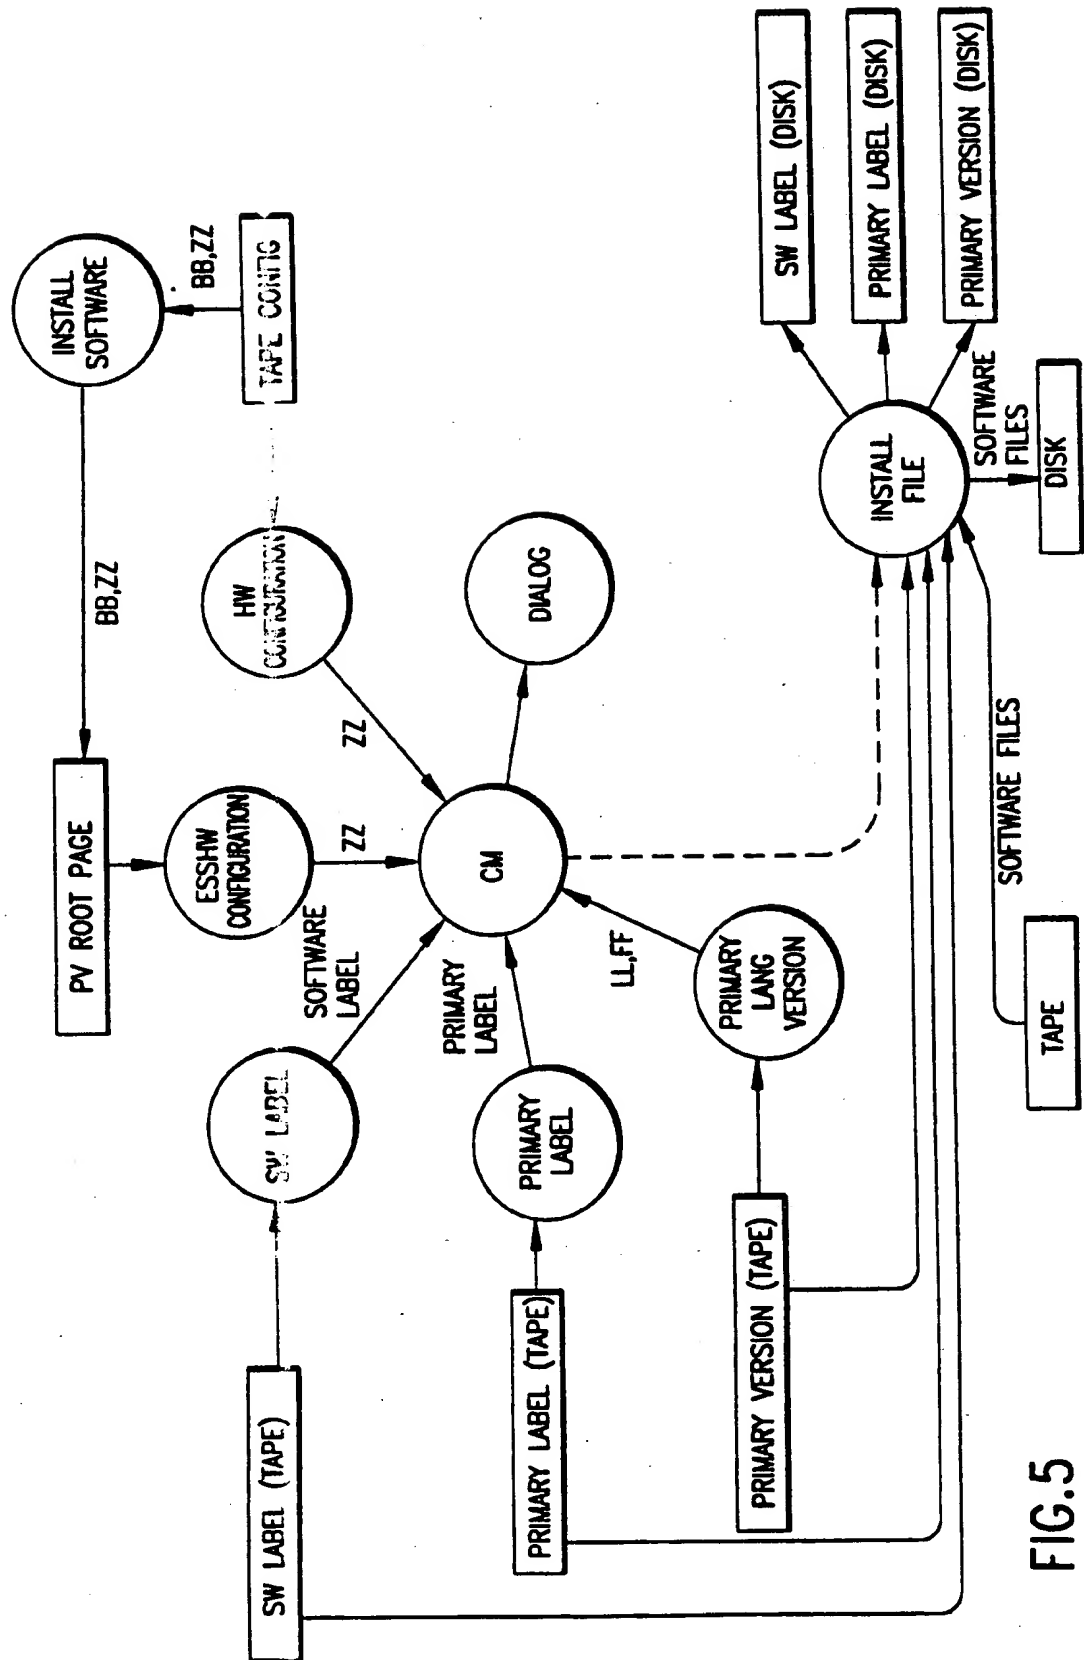 INSTALL
SOFTWARE
BB,ZZ
TAPE CONFIG
BB,ZZ
HW
CONFIGURATION
PV ROOT PAGE
ESSHW
CONFIGURATION
ZZ
ZZ
SW LABEL (TAPE)
SW LABEL
SOFTWARE
LABEL
CM
DIALOG
PRIMARY LABEL (TAPE)
PRIMARY
LABEL
PRIMARY
LABEL
LL,FF
PRIMARY VERSION (TAPE)
PRIMARY
LANG
VERSION
TAPE
SOFTWARE FILES
INSTALL
FILE
SOFTWARE
FILES
DISK
SW LABEL (DISK)
PRIMARY LABEL (DISK)
PRIMARY VERSION (DISK)
FIG.5